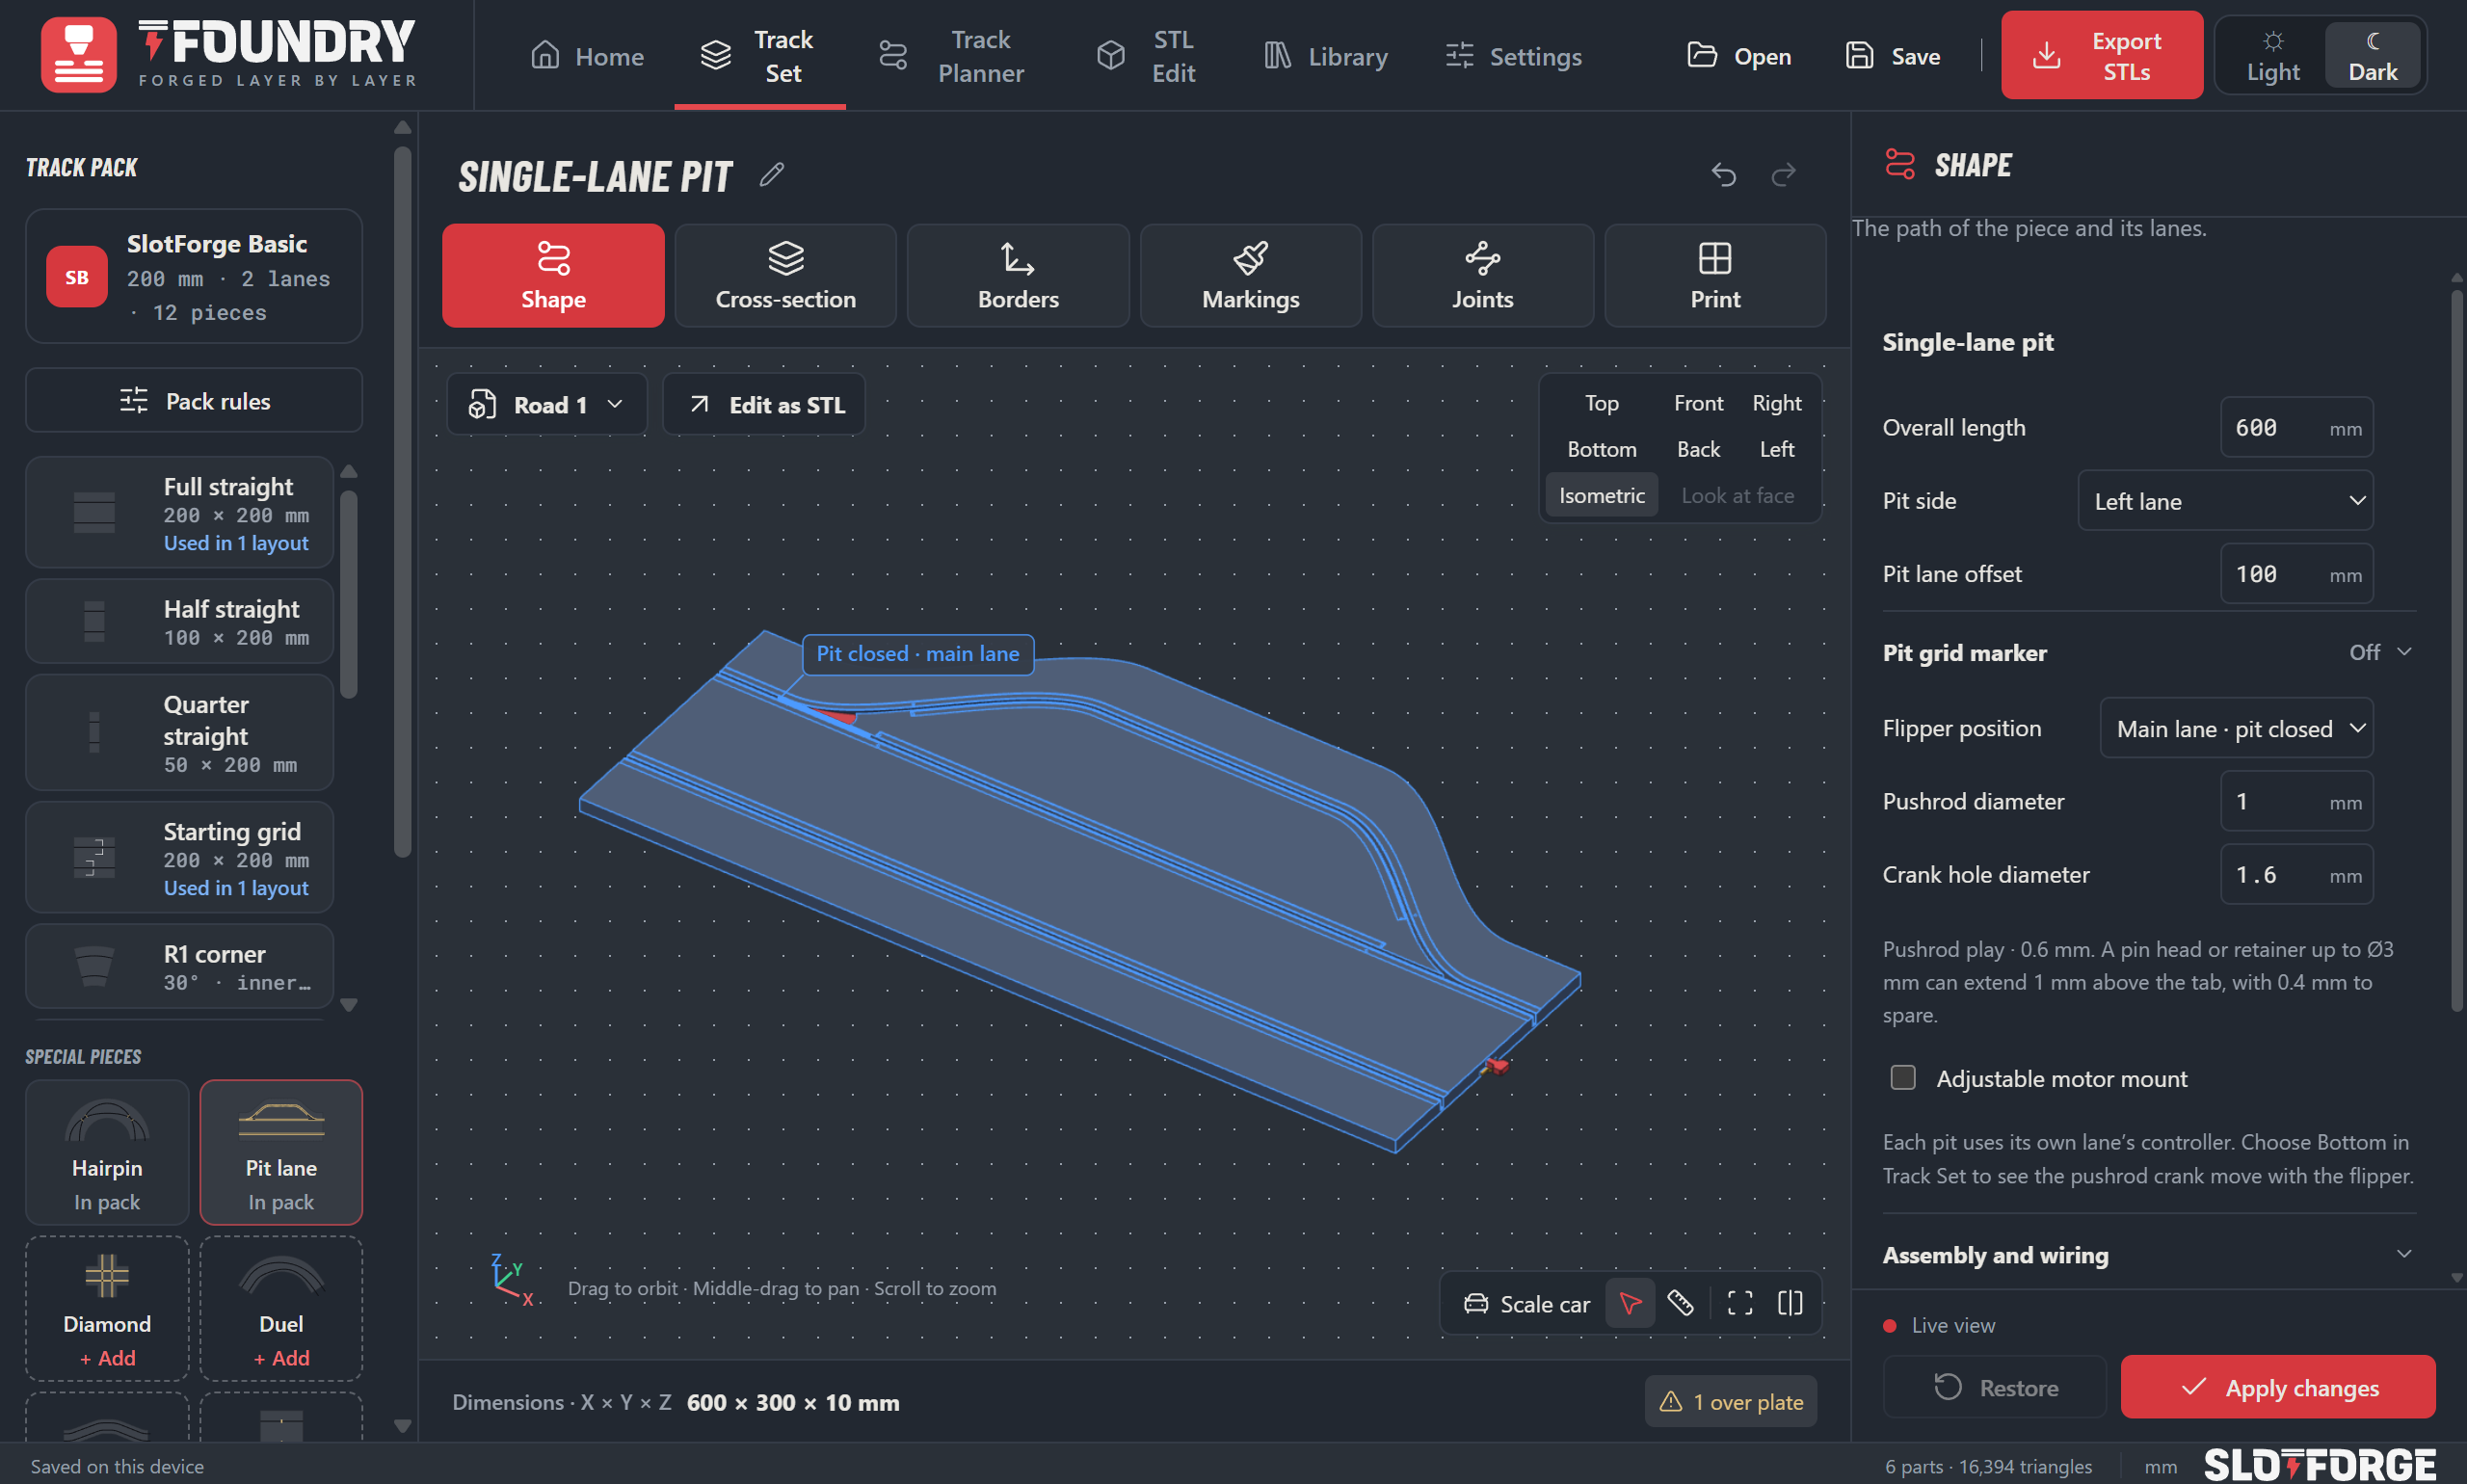 FOUNDRY
FORGED LAYER BY LAYER
Home
Track Set
Track Planner
STL Edit
Library
Settings
Open
Save
Export STLs
Light
Dark
TRACK PACK
SB
SlotForge Basic
200 mm · 2 lanes
· 12 pieces
Pack rules
Full straight
200 × 200 mm
Used in 1 layout
Half straight
100 × 200 mm
Quarter straight
50 × 200 mm
Starting grid
200 × 200 mm
Used in 1 layout
R1 corner
30° · inner…
SPECIAL PIECES
Hairpin
In pack
Pit lane
In pack
Diamond
+ Add
Duel
+ Add
SINGLE-LANE PIT
Shape
Cross-section
Borders
Markings
Joints
Print
Road 1
Edit as STL
Top
Front
Right
Bottom
Back
Left
Isometric
Look at face
Pit closed · main lane
Z
Y
X
Drag to orbit · Middle-drag to pan · Scroll to zoom
Scale car
Dimensions · X × Y × Z 600 × 300 × 10 mm
1 over plate
SHAPE
The path of the piece and its lanes.
Single-lane pit
Overall length
600 mm
Pit side
Left lane
Pit lane offset
100 mm
Pit grid marker
Off
Flipper position
Main lane · pit closed
Pushrod diameter
1 mm
Crank hole diameter
1.6 mm
Pushrod play · 0.6 mm. A pin head or retainer up to Ø3
mm can extend 1 mm above the tab, with 0.4 mm to
spare.
Adjustable motor mount
Each pit uses its own lane's controller. Choose Bottom in
Track Set to see the pushrod crank move with the flipper.
Assembly and wiring
Live view
Restore
Apply changes
Saved on this device
6 parts · 16,394 triangles
mm
SLOTFORGE